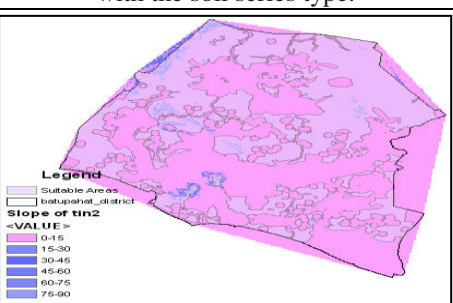 with the soil series type.
Legend
Suitable Areas
batupahat_district
Slope of tin2
<VALUE>
0-15
15-30
30-45
45-60
60-75
75-90